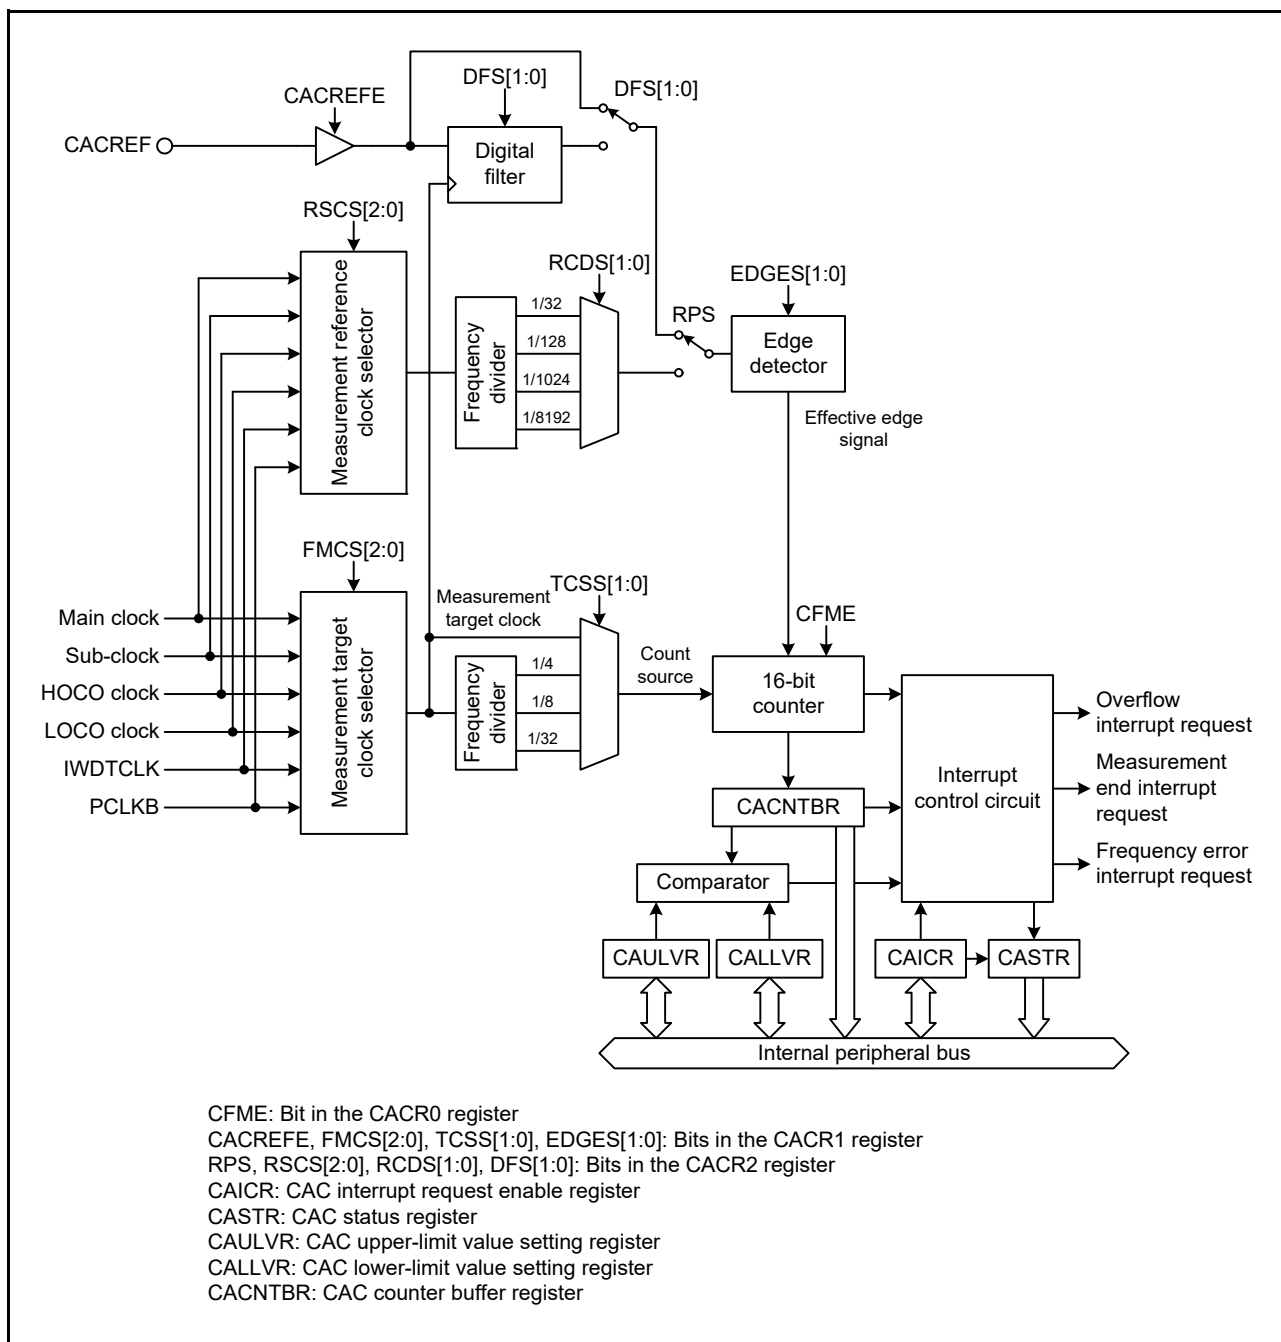 DFS[1:0]
DFS[1:0]
CACREFE
CACREF
Digital
filter
RSCS[2:0]
Measurement reference
clock selector
RCDS[1:0]
EDGES[1:0]
Frequency
divider
1/32
1/128
1/1024
1/8192
RPS
Edge
detector
Effective edge
signal
FMCS[2:0]
Measurement
target clock
TCSS[1:0]
CFME
Main clock
Sub-clock
HOCO clock
LOCO clock
IWDTCLK
PCLKB
Measurement target
clock selector
Frequency
divider
1/4
1/8
1/32
Count
source
16-bit
counter
Interrupt
control circuit
Overflow
interrupt request
Measurement
end interrupt
request
Frequency error
interrupt request
CACNTBR
Comparator
CAULVR
CALLVR
CAICR
CASTR
Internal peripheral bus
CFME: Bit in the CACR0 register
CACREFE, FMCS[2:0], TCSS[1:0], EDGES[1:0]: Bits in the CACR1 register
RPS, RSCS[2:0], RCDS[1:0], DFS[1:0]: Bits in the CACR2 register
CAICR: CAC interrupt request enable register
CASTR: CAC status register
CAULVR: CAC upper-limit value setting register
CALLVR: CAC lower-limit value setting register
CACNTBR: CAC counter buffer register